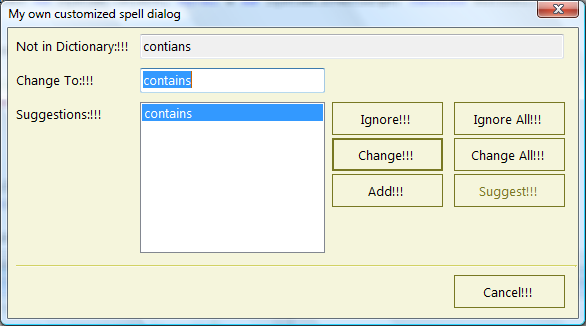 My own customized spell dialog
Not in Dictionary:!!! contians
Change To:!!! contains
Suggestions:!!! contains
Ignore!!! Ignore All!!!
Change!!! Change All!!!
Add!!! Suggest!!!
Cancel!!!